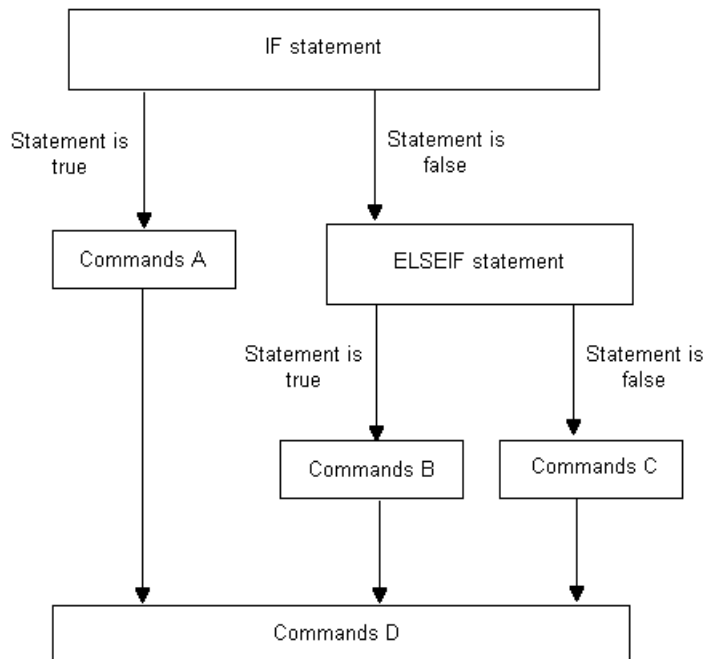 IF statement
Statement is
true
Statement is
false
Commands A
ELSEIF statement
Statement is
true
Statement is
false
Commands B
Commands C
Commands D